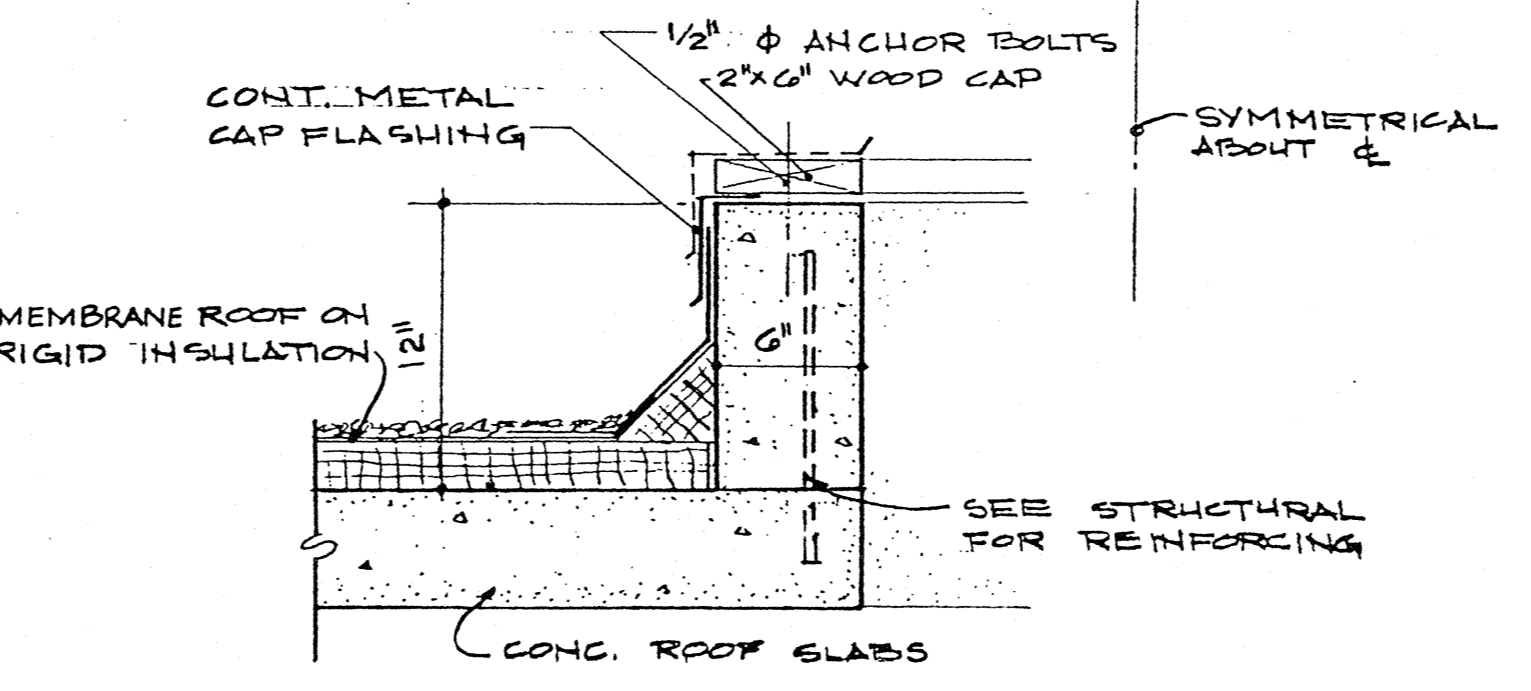 1/2" ϕ ANCHOR BOLTS
2"x6" WOOD CAP
CONT. METAL
CAP FLASHING
SYMMETRICAL
ABOUT ℄
MEMBRANE ROOF ON
RIGID INSULATION
12"
6"
SEE STRUCTURAL
FOR REINFORCING
CONC. ROOF SLABS